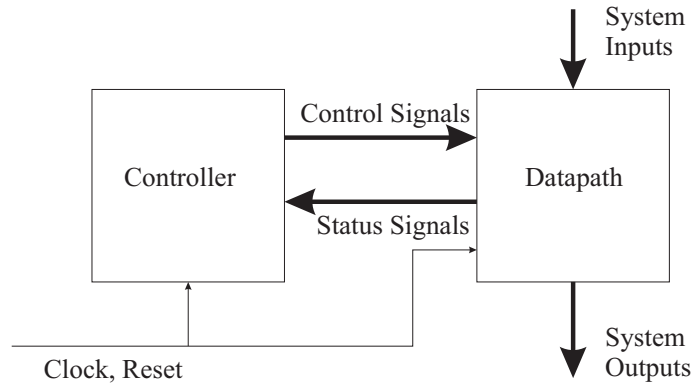 System
Inputs
Control Signals
Controller
Datapath
Status Signals
Clock, Reset
System
Outputs